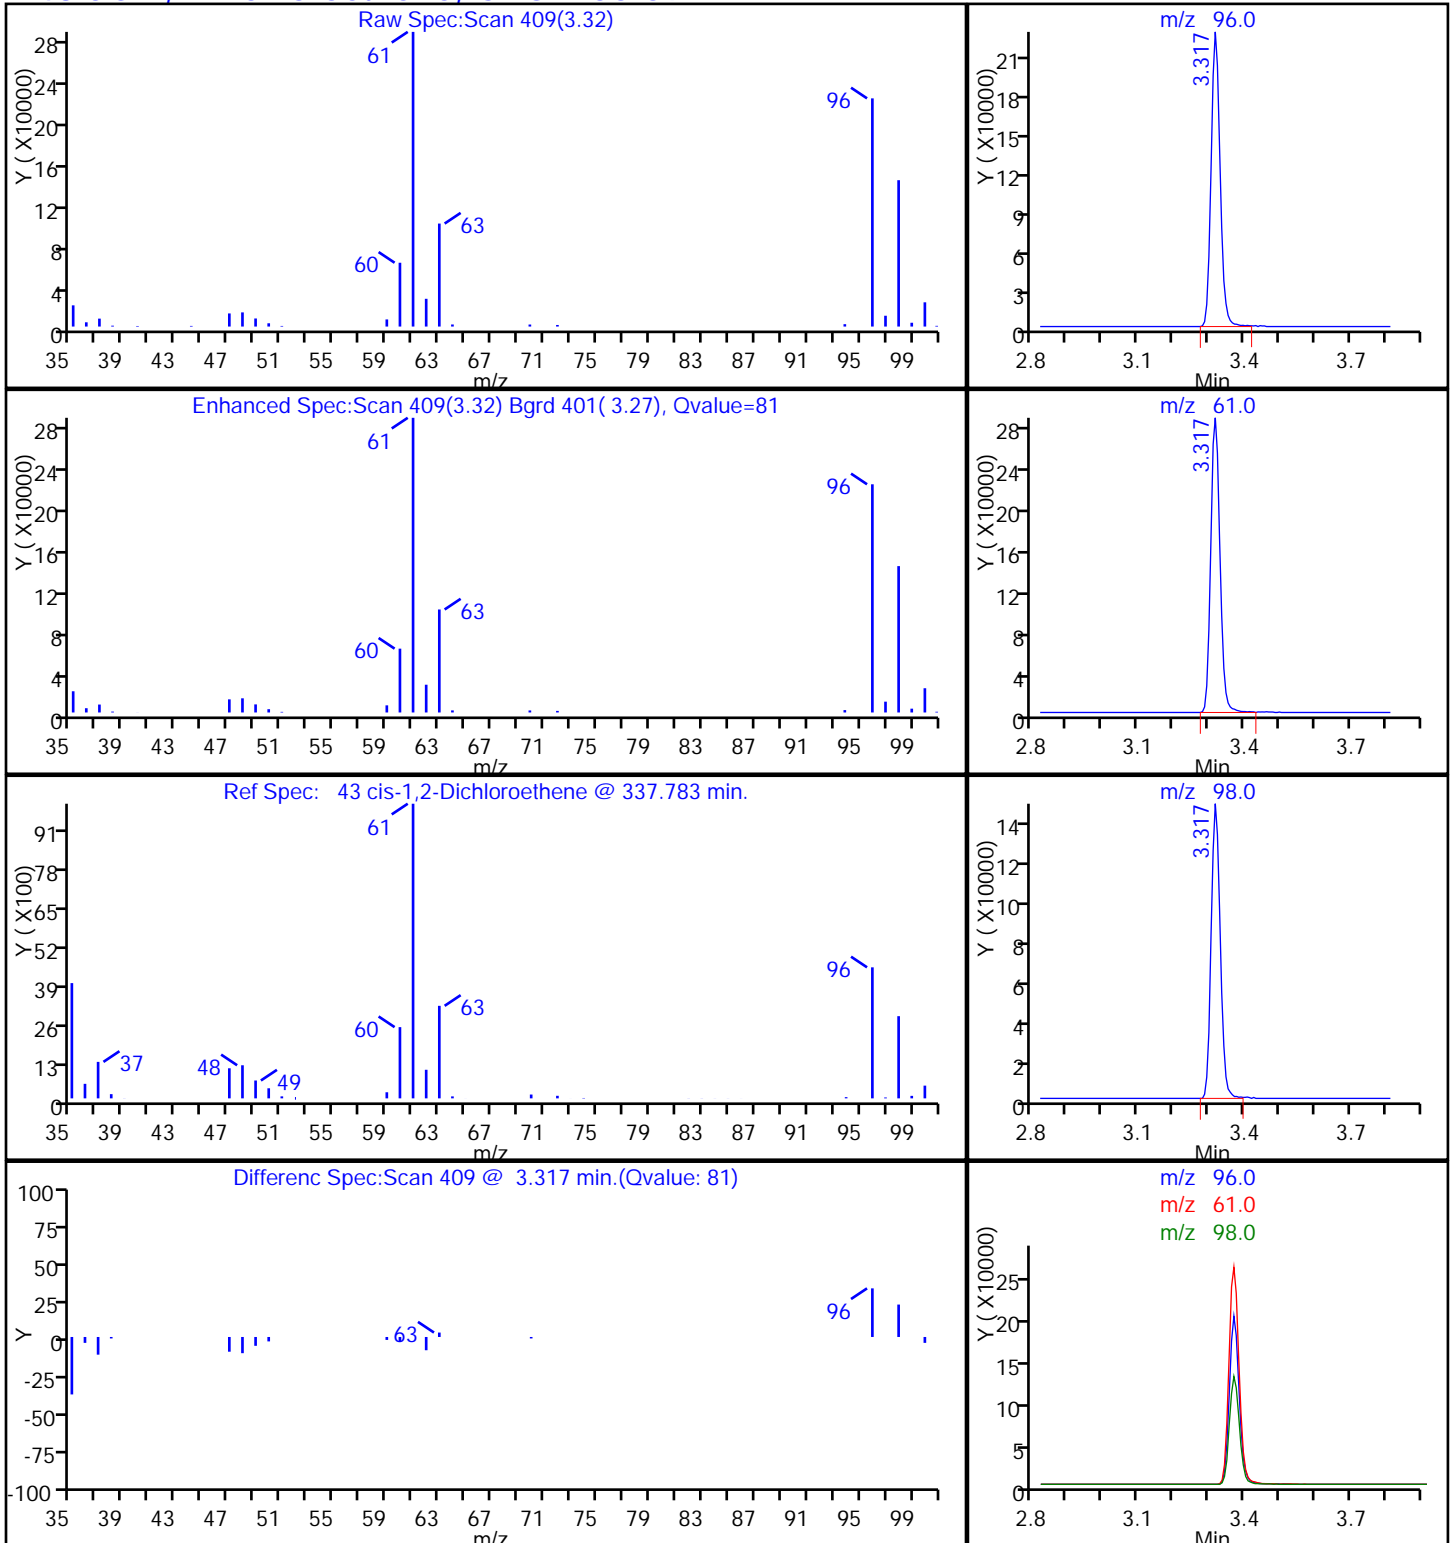 Raw Spec:Scan 409(3.32)
Y ( X10000)
28
24
20
16
12
8
4
0
61
60
63
96
35 39 43 47 51 55 59 63 67 71 75 79 83 87 91 95 99
m/z
m/z 96.0
Y ( X10000)
21
18
15
12
9
6
3
0
3.317
2.8 3.1 3.4 3.7
Min
Enhanced Spec:Scan 409(3.32) Bgrd 401( 3.27), Qvalue=81
Y ( X10000)
28
24
20
16
12
8
4
0
61
60
63
96
35 39 43 47 51 55 59 63 67 71 75 79 83 87 91 95 99
m/z
m/z 61.0
Y ( X10000)
28
24
20
16
12
8
4
0
3.317
2.8 3.1 3.4 3.7
Min
Ref Spec: 43 cis-1,2-Dichloroethene @ 337.783 min.
Y ( X100)
91
78
65
52
39
26
13
0
37
48
49
61
60
63
96
35 39 43 47 51 55 59 63 67 71 75 79 83 87 91 95 99
m/z
m/z 98.0
Y ( X10000)
14
12
10
8
6
4
2
0
3.317
2.8 3.1 3.4 3.7
Min
Differenc Spec:Scan 409 @ 3.317 min.(Qvalue: 81)
Y
100
75
50
25
0
-25
-50
-75
-100
63
96
35 39 43 47 51 55 59 63 67 71 75 79 83 87 91 95 99
m/z
m/z 96.0
m/z 61.0
m/z 98.0
Y ( X10000)
25
20
15
10
5
0
2.8 3.1 3.4 3.7
Min